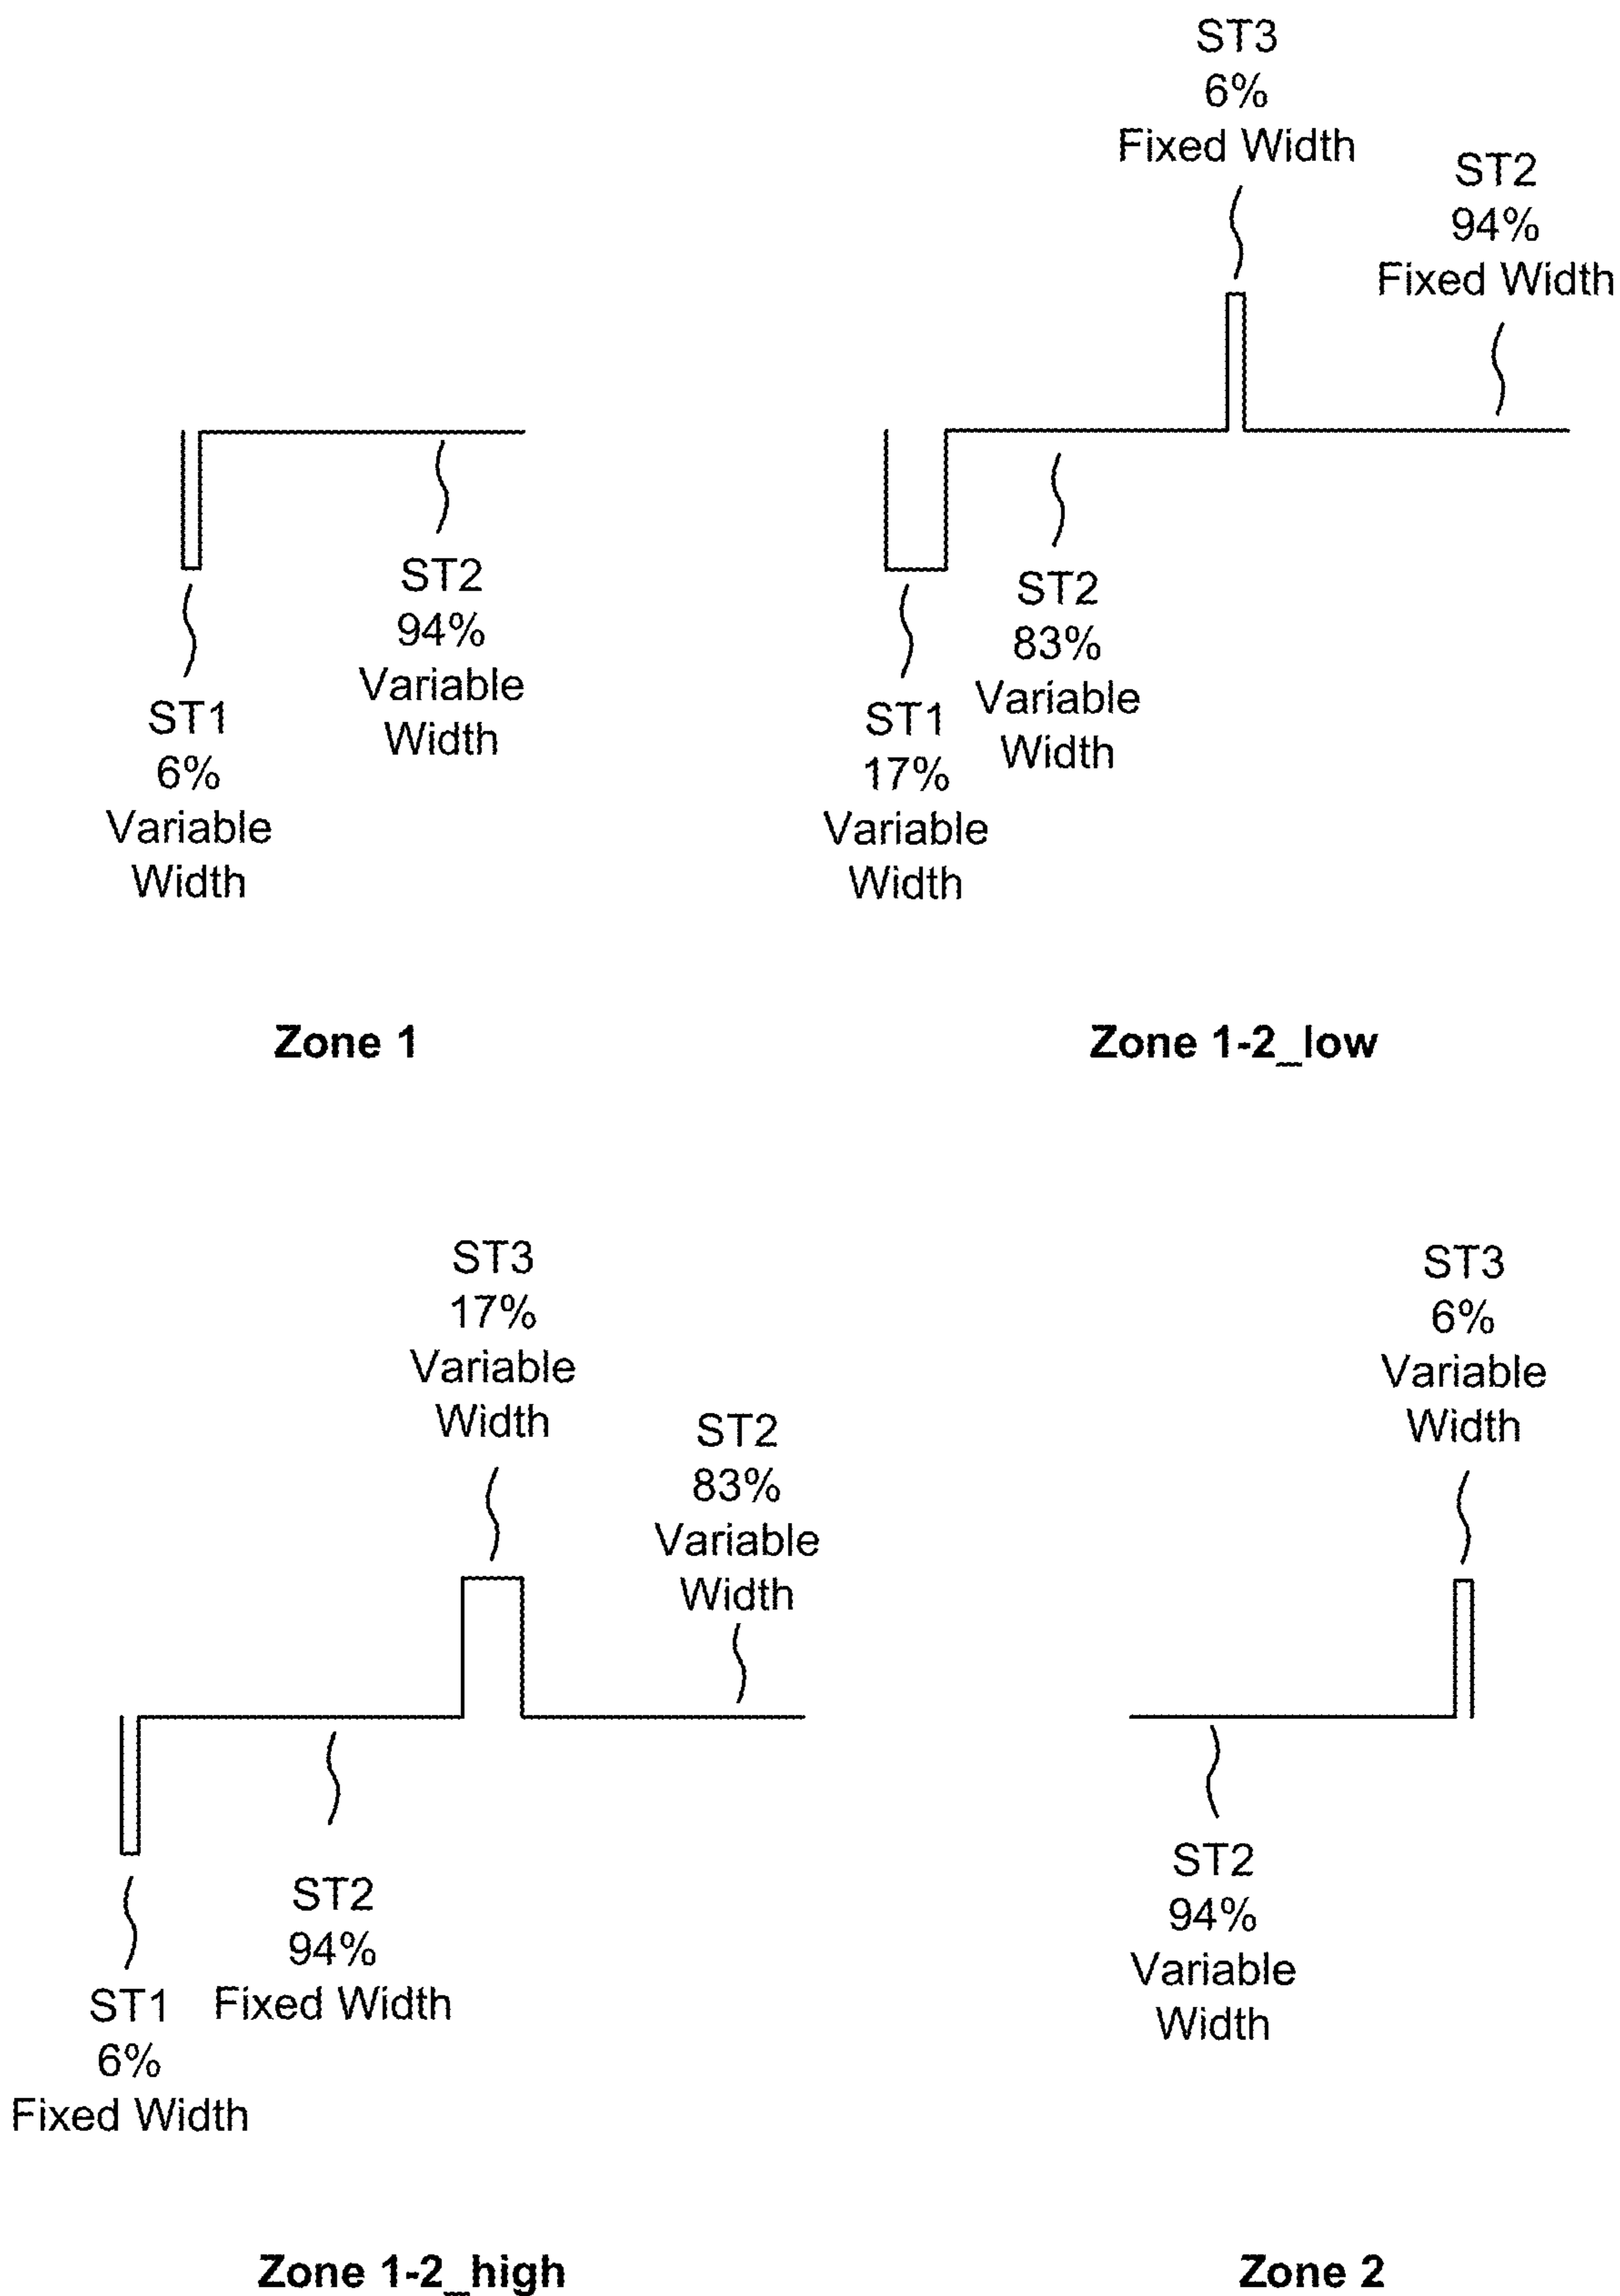 ST3
6%
Fixed Width
ST2
94%
Fixed Width
ST2
94%
Variable
Width
ST1
6%
Variable
Width
ST2
83%
Variable
Width
ST1
17%
Variable
Width
Zone 1
Zone 1-2_low
ST3
17%
Variable
Width
ST2
83%
Variable
Width
ST3
6%
Variable
Width
ST2
94%
Fixed Width
ST1
6%
Fixed Width
ST2
94%
Variable
Width
Zone 1-2_high
Zone 2